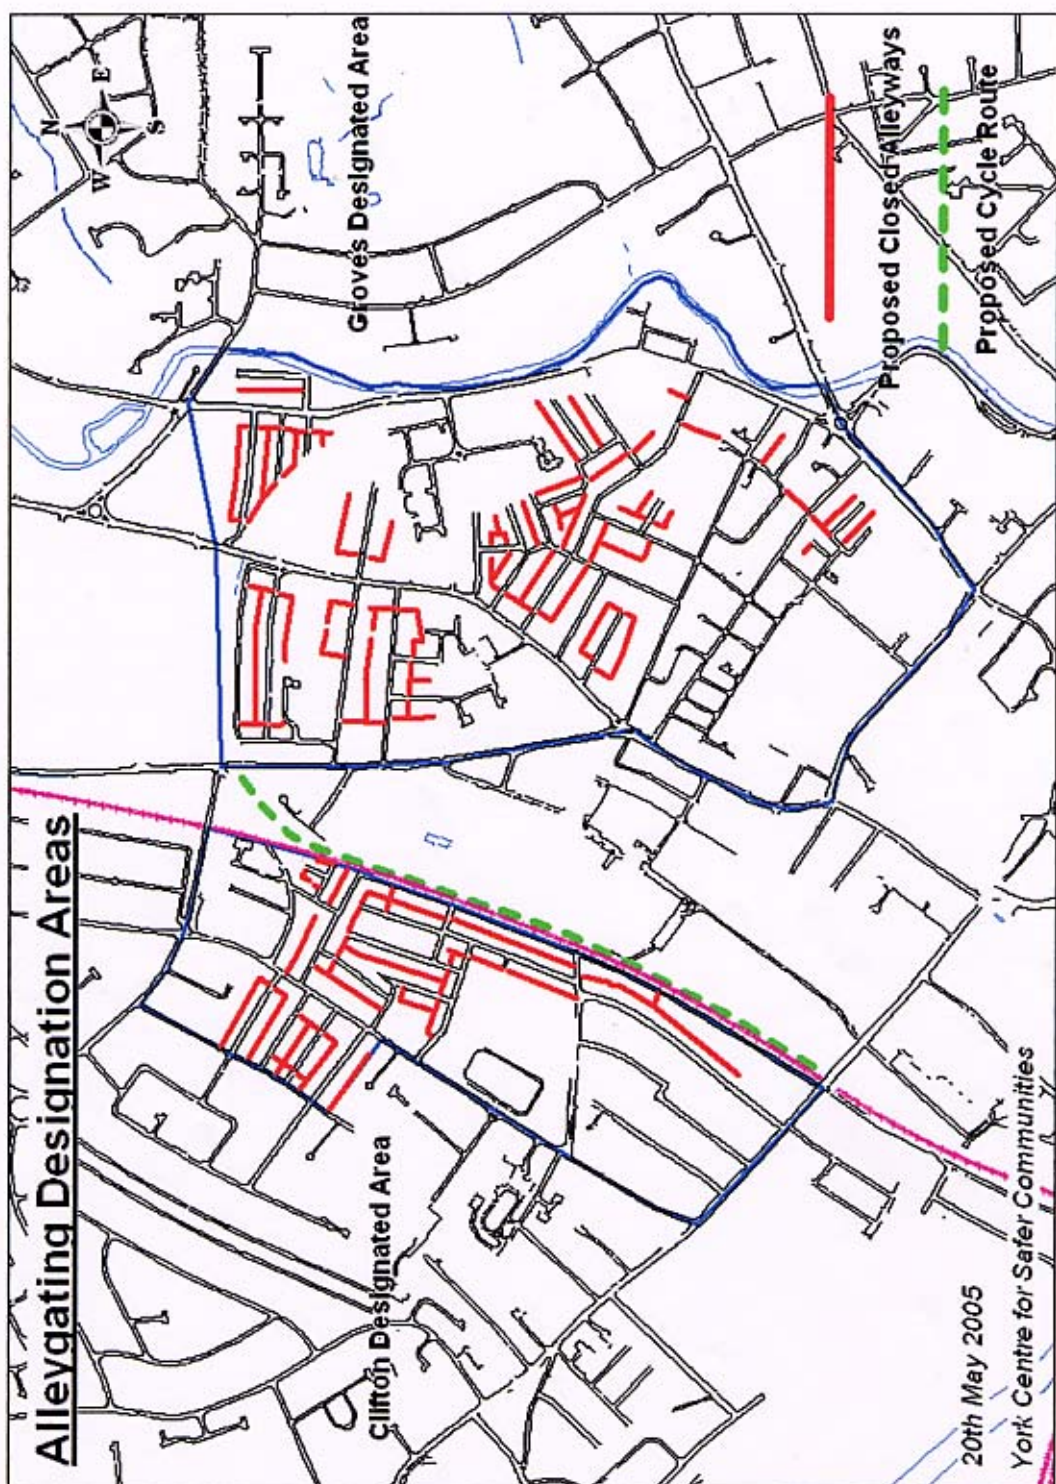 Alleygating Designation Areas
N
W E
S
Groves Designated Area
Clifton Designated Area
Proposed Closed Alleyways
Proposed Cycle Route
20th May 2005
York Centre for Safer Communities